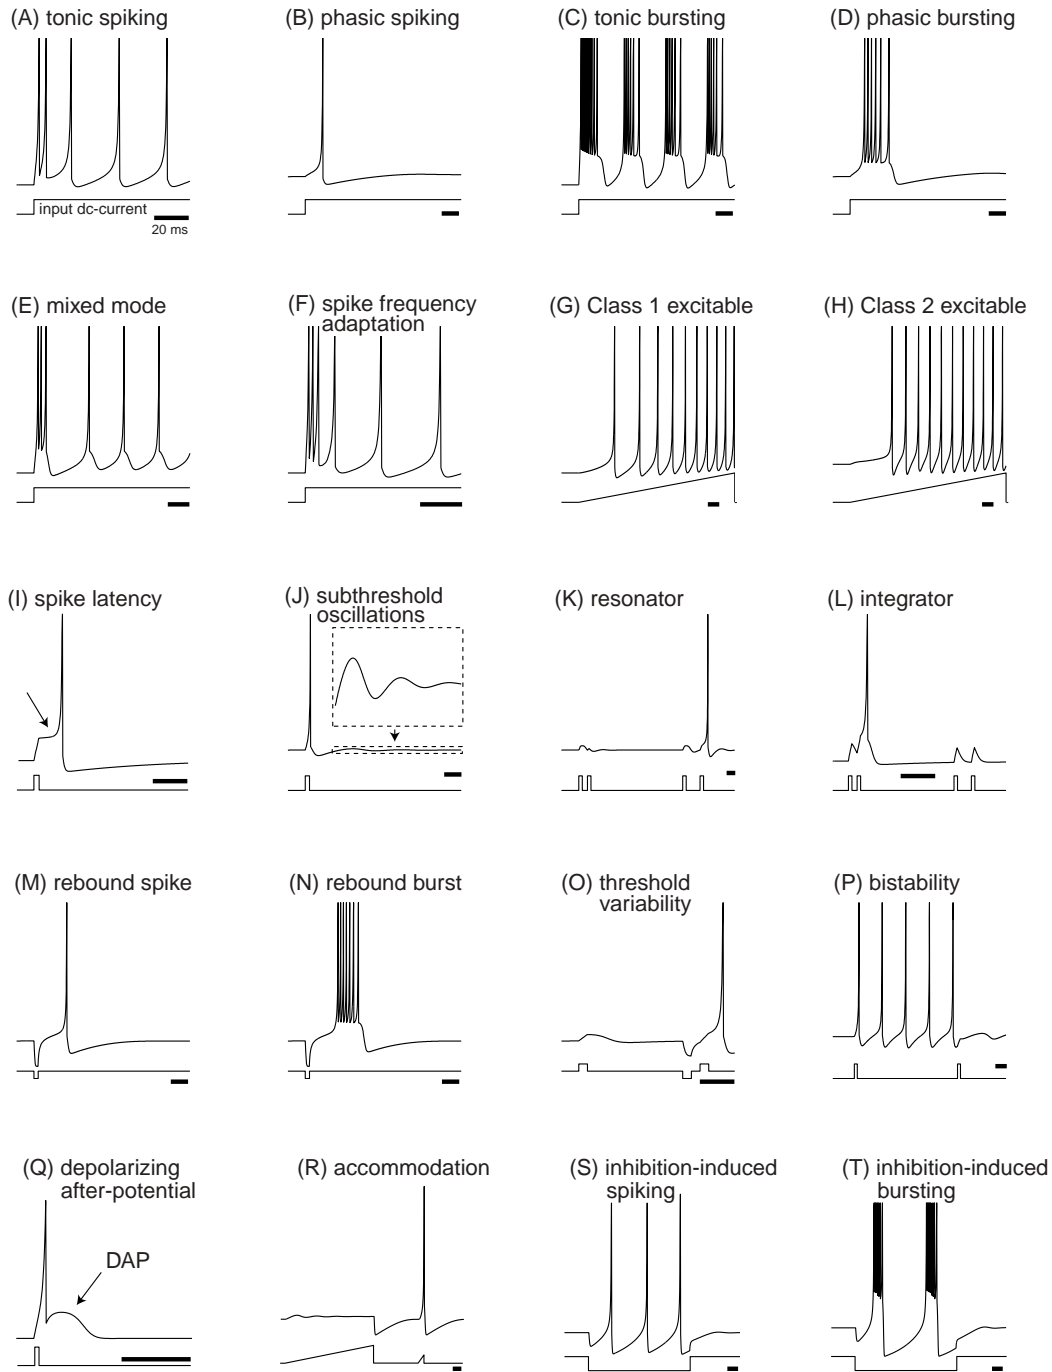 (A) tonic spiking
(B) phasic spiking
(C) tonic bursting
(D) phasic bursting
input dc-current
20 ms
(E) mixed mode
(F) spike frequency
adaptation
(G) Class 1 excitable
(H) Class 2 excitable
(I) spike latency
(J) subthreshold
oscillations
(K) resonator
(L) integrator
(M) rebound spike
(N) rebound burst
(O) threshold
variability
(P) bistability
(Q) depolarizing
after-potential
DAP
(R) accommodation
(S) inhibition-induced
spiking
(T) inhibition-induced
bursting